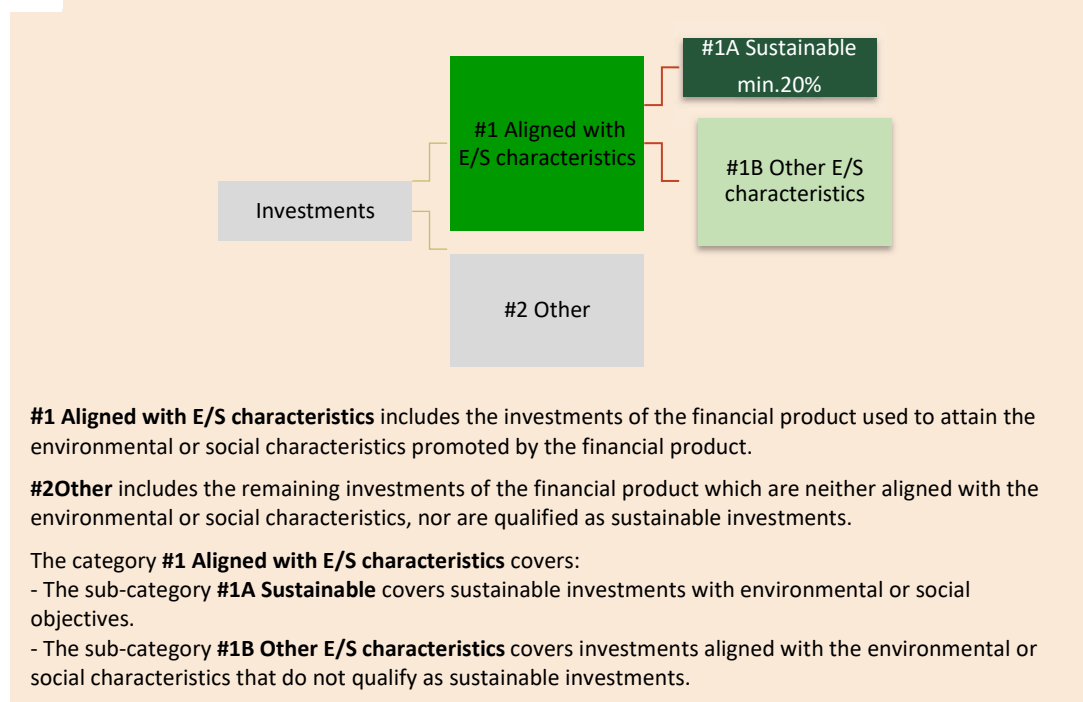 #1A Sustainable
min.20%
#1 Aligned with
E/S characteristics
#1B Other E/S
characteristics
Investments
#2 Other
#1 Aligned with E/S characteristics includes the investments of the financial product used to attain the
environmental or social characteristics promoted by the financial product.
#2Other includes the remaining investments of the financial product which are neither aligned with the
environmental or social characteristics, nor are qualified as sustainable investments.
The category #1 Aligned with E/S characteristics covers:
- The sub-category #1A Sustainable covers sustainable investments with environmental or social
objectives.
- The sub-category #1B Other E/S characteristics covers investments aligned with the environmental or
social characteristics that do not qualify as sustainable investments.